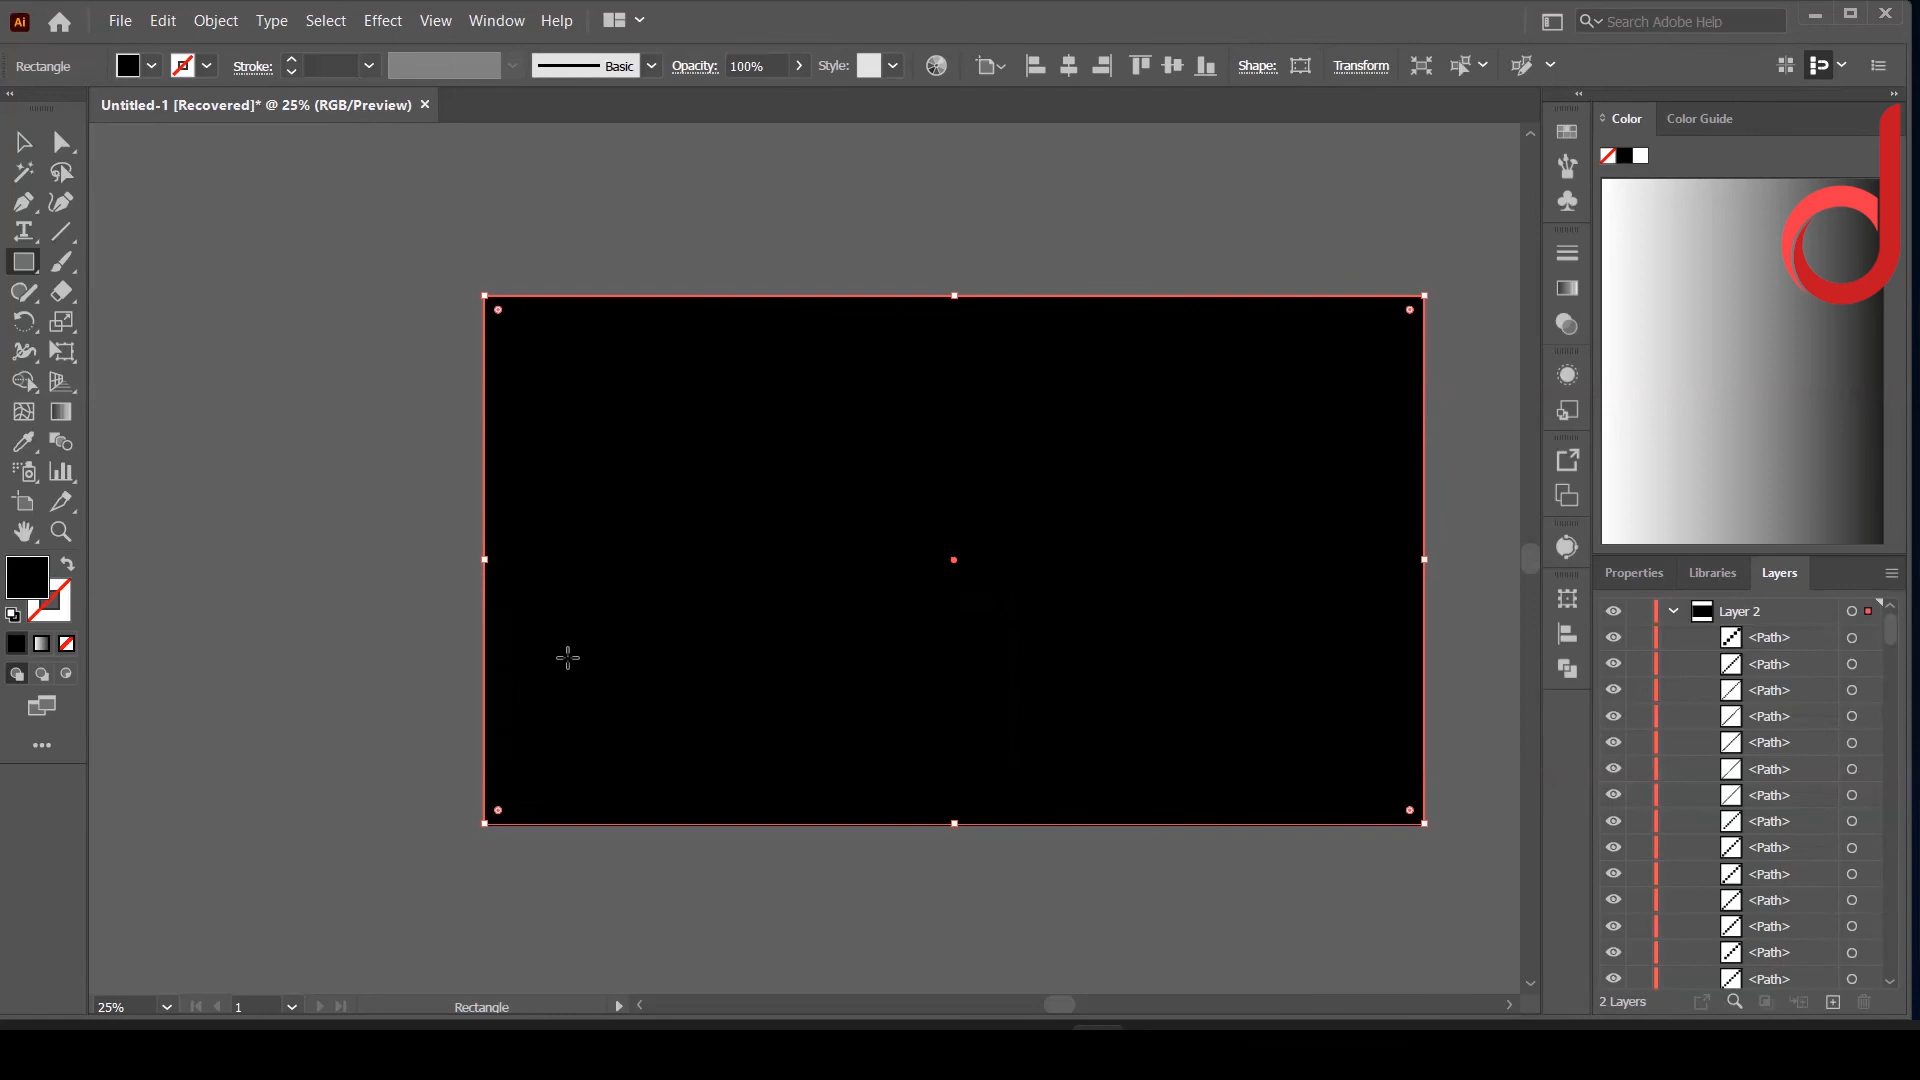 Ai File Edit Object Type Select Effect View Window Help Search Adobe Help
Rectangle Stroke: Basic Opacity: 100% Style: Shape: Transform
Untitled-1 [Recovered]* @ 25% (RGB/Preview) ×
Color Color Guide
Properties Libraries Layers
Layer 2
<Path>
<Path>
<Path>
<Path>
<Path>
<Path>
<Path>
<Path>
<Path>
<Path>
<Path>
<Path>
<Path>
<Path>
2 Layers
25% 1 Rectangle